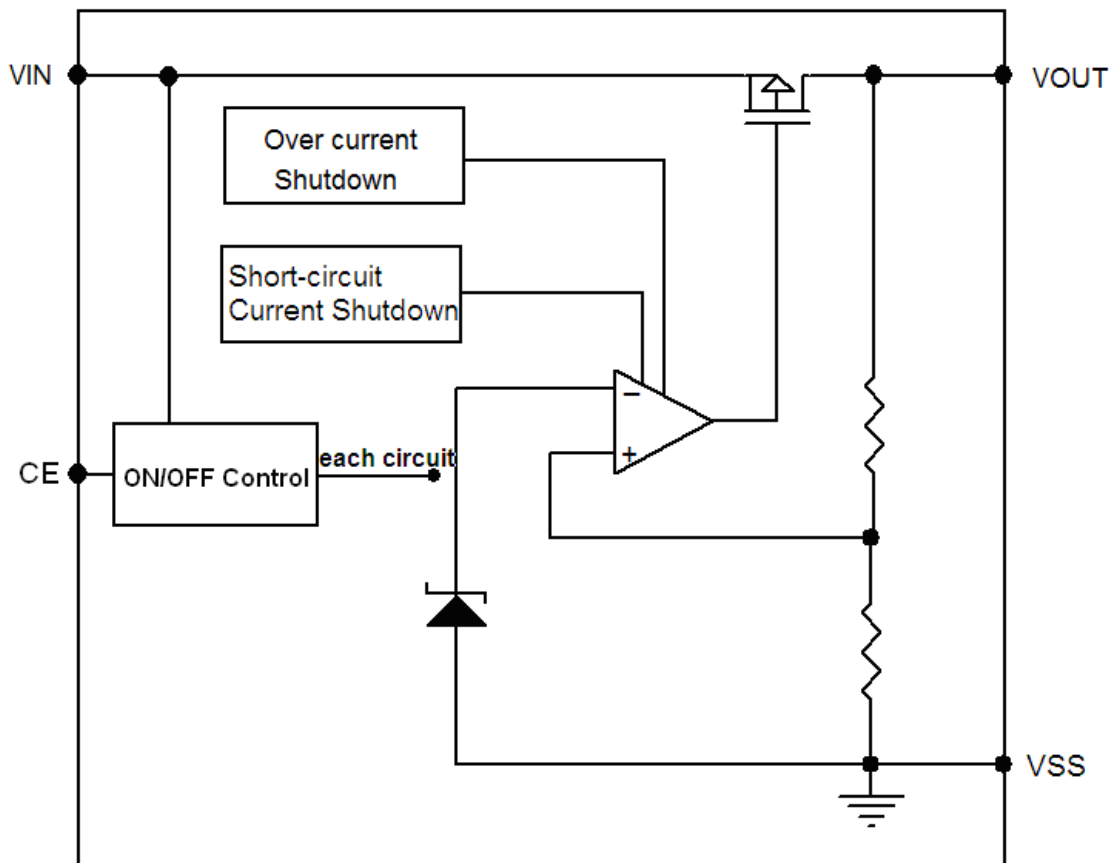 VIN
VOUT
Over current
Shutdown
Short-circuit
Current Shutdown
−
+
CE
ON/OFF Control
each circuit
VSS